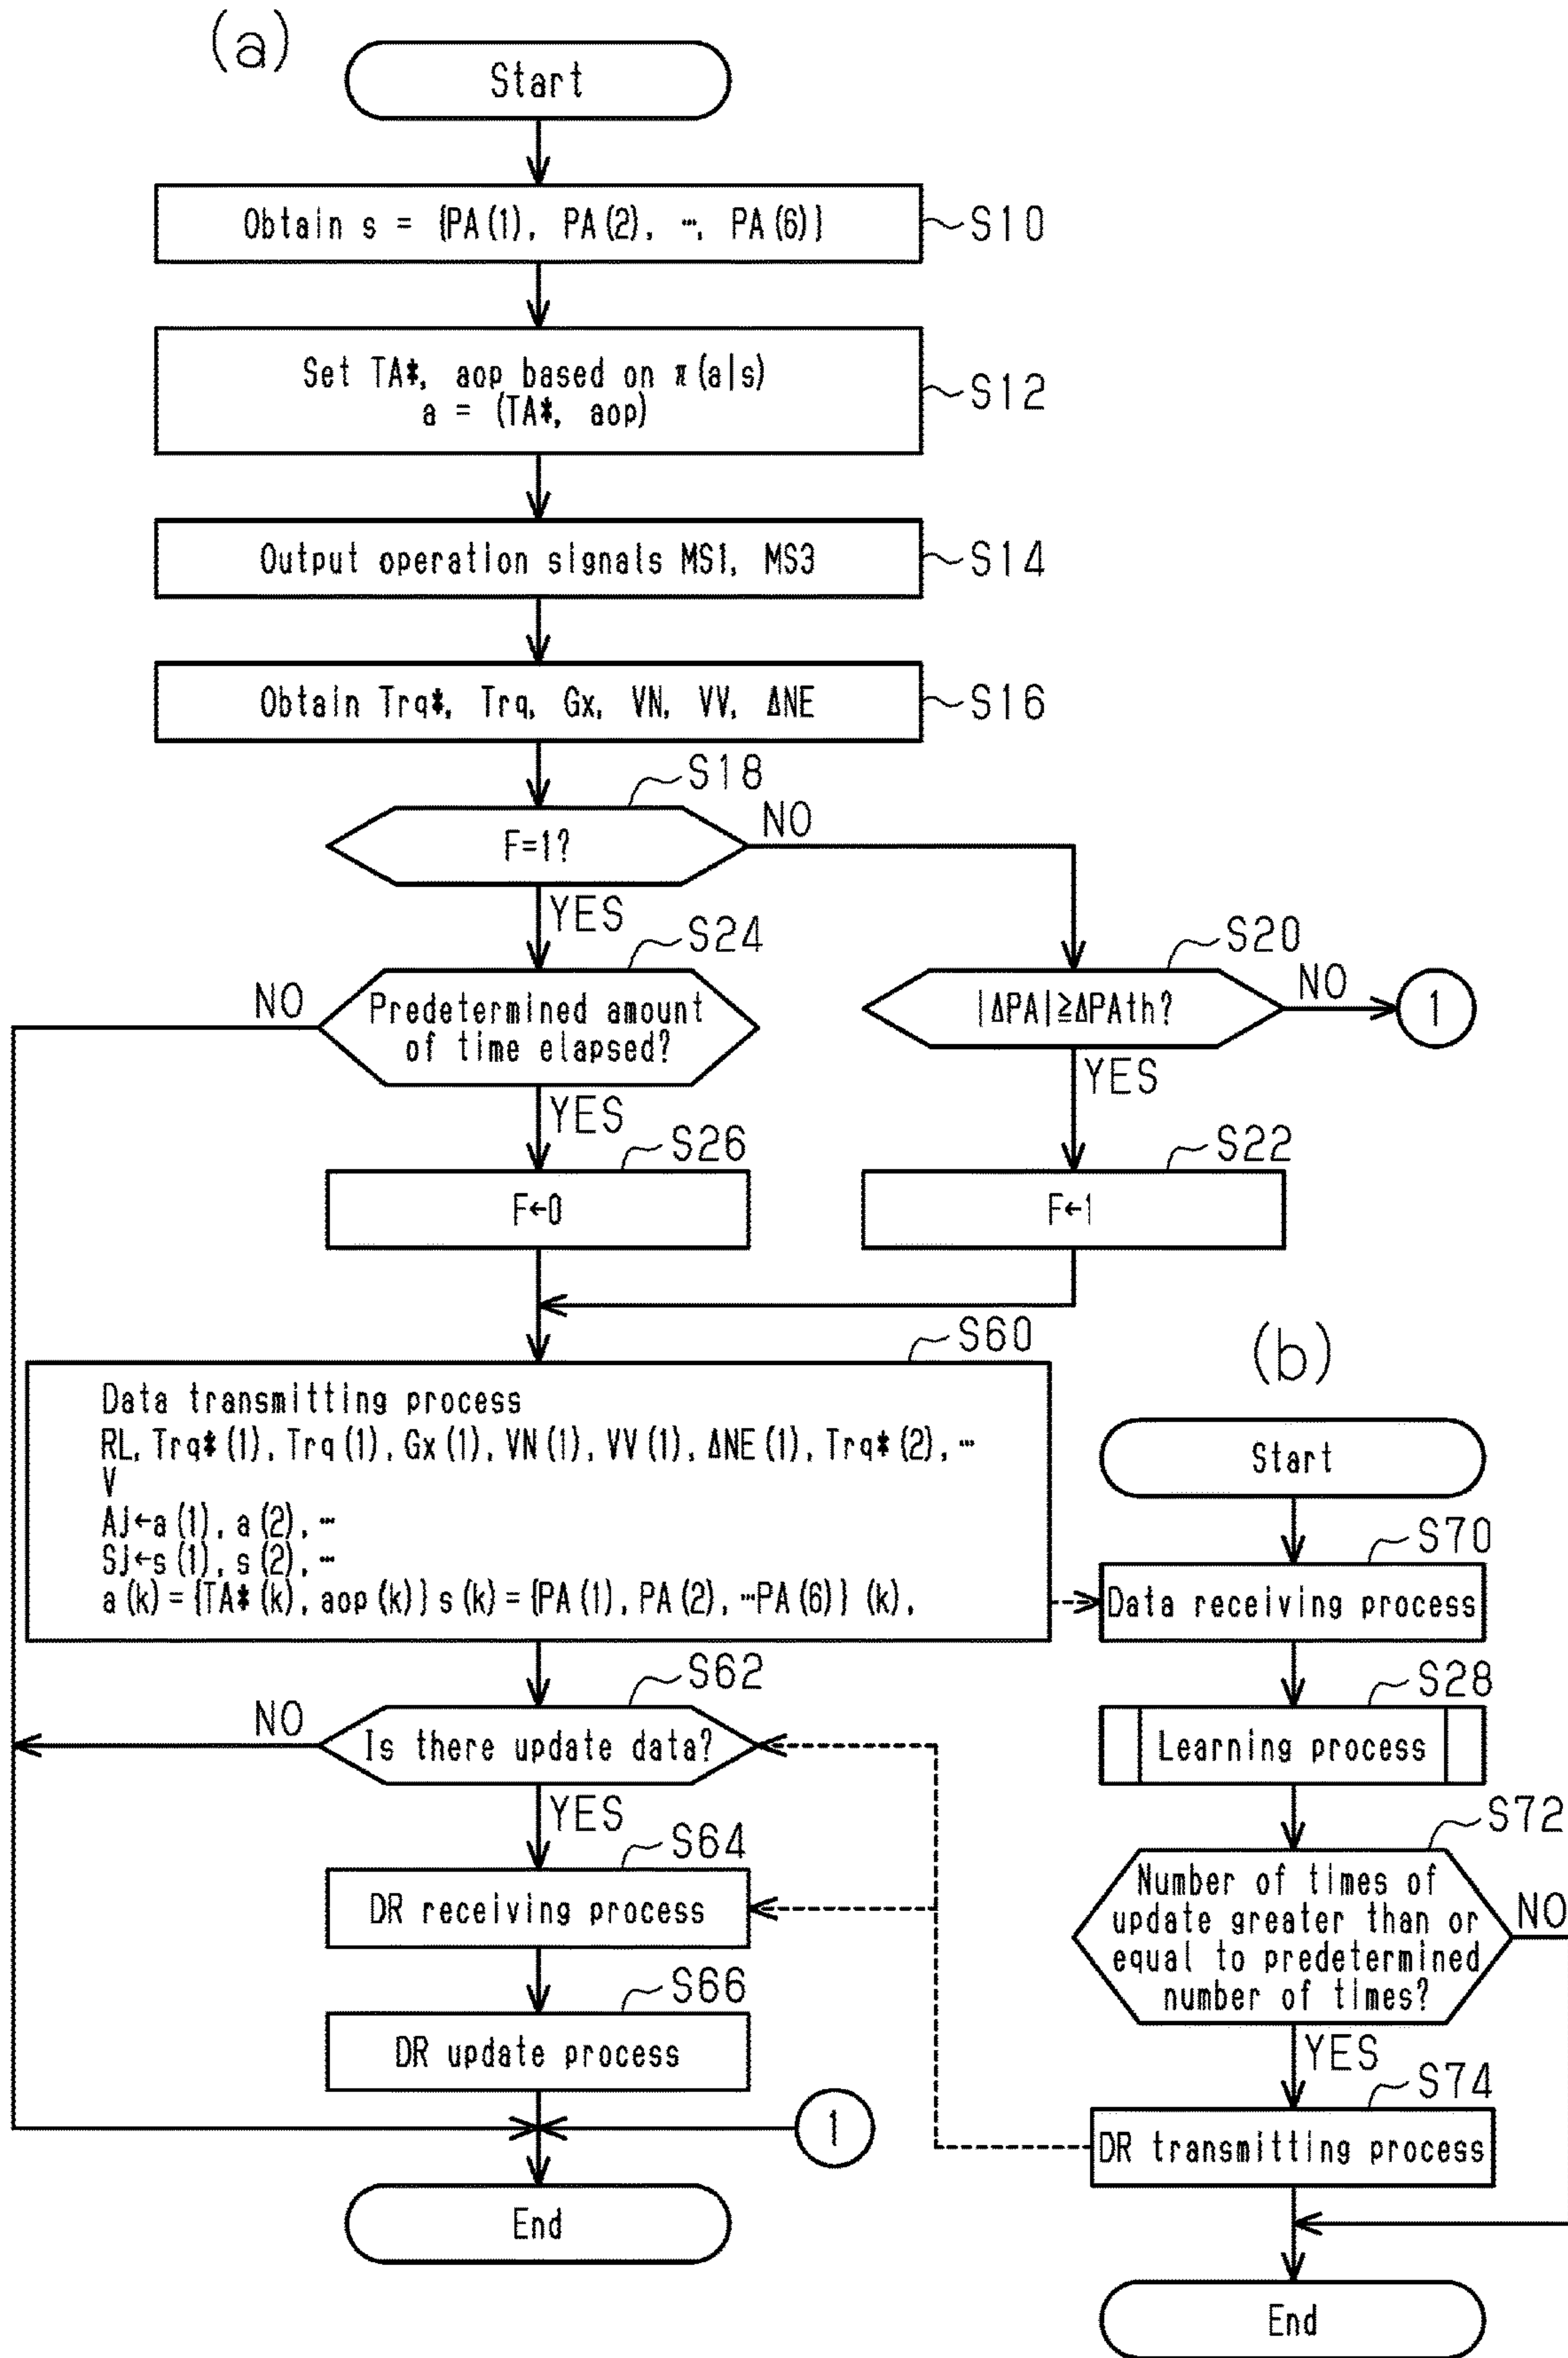 (a)
Start
Obtain s = {PA(1), PA(2), …, PA(6)}
S10
Set TA*, aop based on π(a|s)
a = (TA*, aop)
S12
Output operation signals MS1, MS3
S14
Obtain Trq*, Trq, Gx, VN, VV, ΔNE
S16
S18
F=1?
NO
YES
S24
NO
Predetermined amount
of time elapsed?
S20
|ΔPA|≧ΔPAth?
NO
1
YES
YES
S26
F←0
S22
F←1
S60
Data transmitting process
RL, Trq*(1), Trq(1), Gx(1), VN(1), VV(1), ΔNE(1), Trq*(2), …
V
Aj←a(1), a(2), …
Sj←s(1), s(2), …
a(k)={TA*(k), aop(k)} s(k)={PA(1), PA(2), …PA(6)} (k),
S62
NO
Is there update data?
YES
S64
DR receiving process
S66
DR update process
1
End
(b)
Start
S70
Data receiving process
S28
Learning process
S72
Number of times of
update greater than or
equal to predetermined
number of times?
NO
YES
S74
DR transmitting process
End